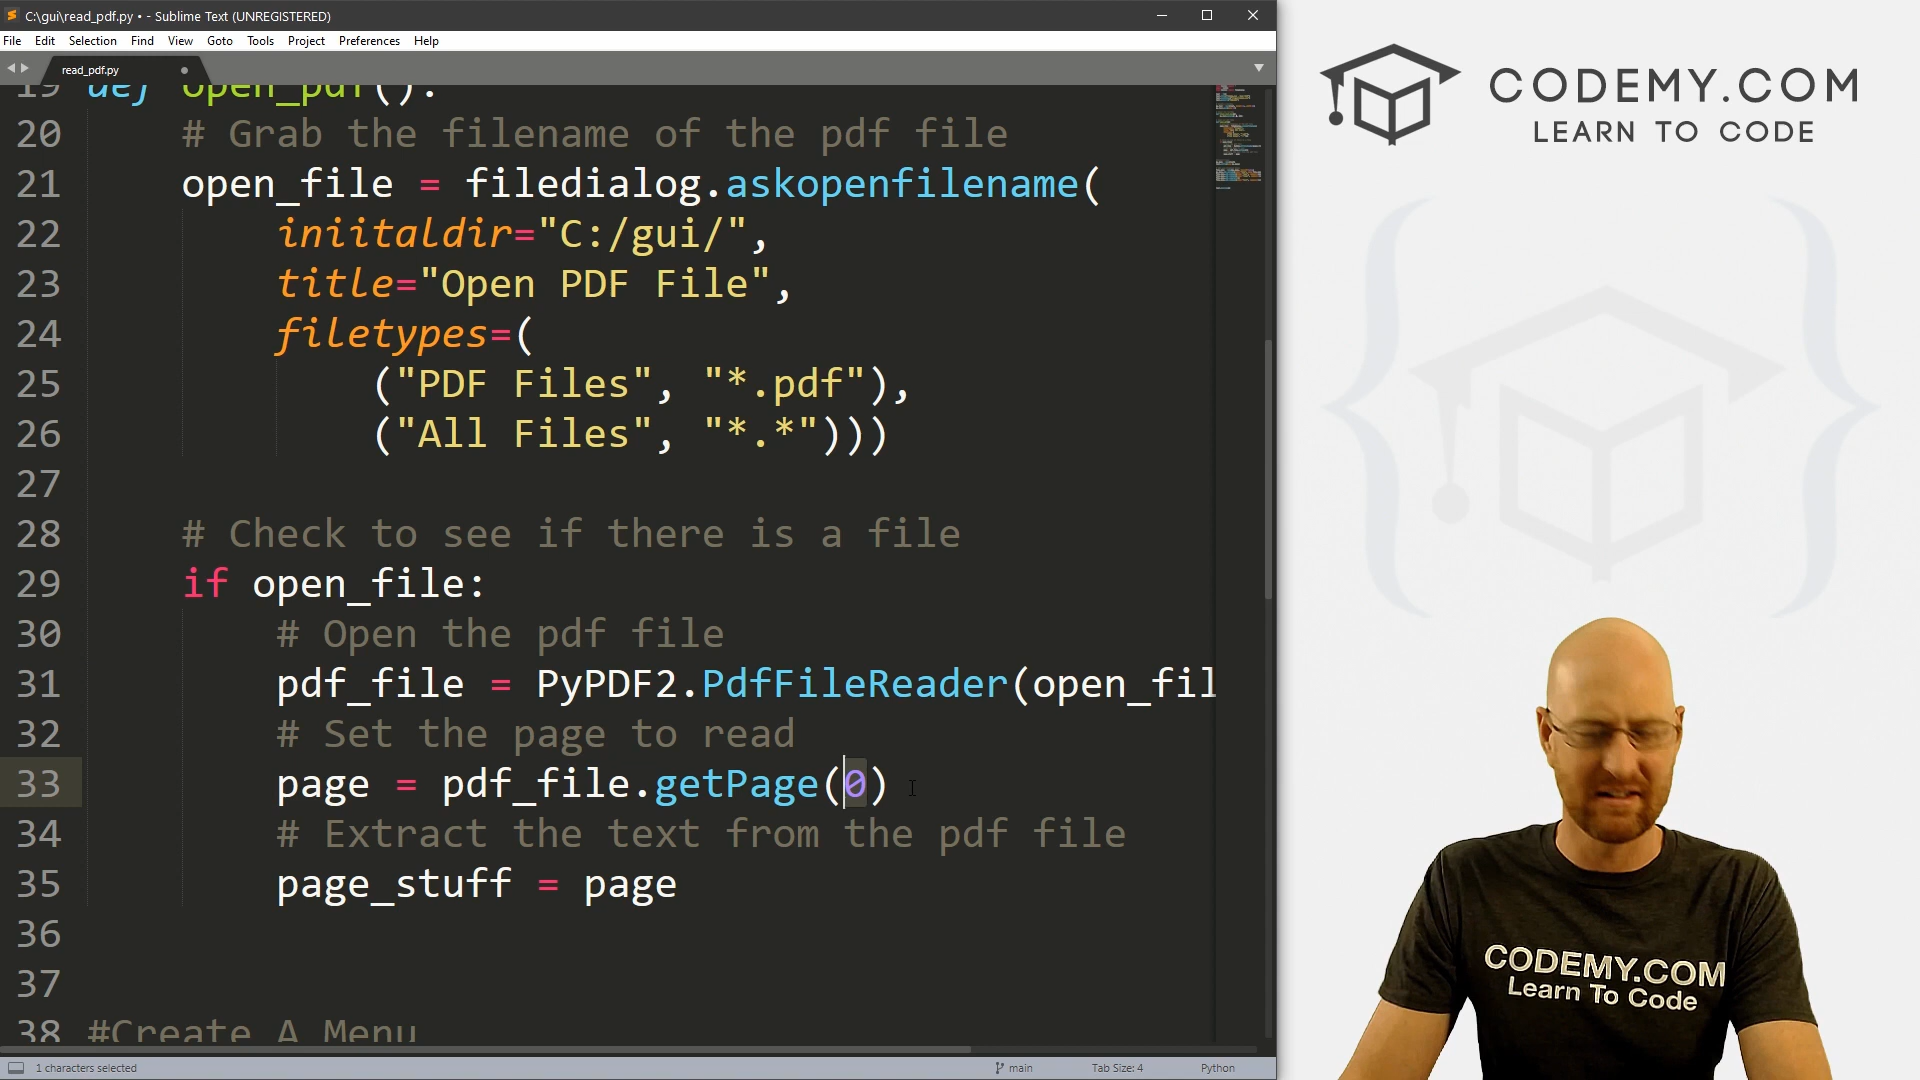 C:\gui\read_pdf.py • - Sublime Text (UNREGISTERED)
File Edit Selection Find View Goto Tools Project Preferences Help
read_pdf.py
19 def open_pdf():
20 # Grab the filename of the pdf file
21 open_file = filedialog.askopenfilename(
22 iniitaldir="C:/gui/",
23 title="Open PDF File",
24 filetypes=(
25 ("PDF Files", "*.pdf"),
26 ("All Files", "*.*")))
27
28 # Check to see if there is a file
29 if open_file:
30 # Open the pdf file
31 pdf_file = PyPDF2.PdfFileReader(open_fil
32 # Set the page to read
33 page = pdf_file.getPage(0)
34 # Extract the text from the pdf file
35 page_stuff = page
36
37
38 #Create A Menu
1 characters selected main Tab Size: 4 Python
CODEMY.COM
LEARN TO CODE
CODEMY.COM
Learn To Code